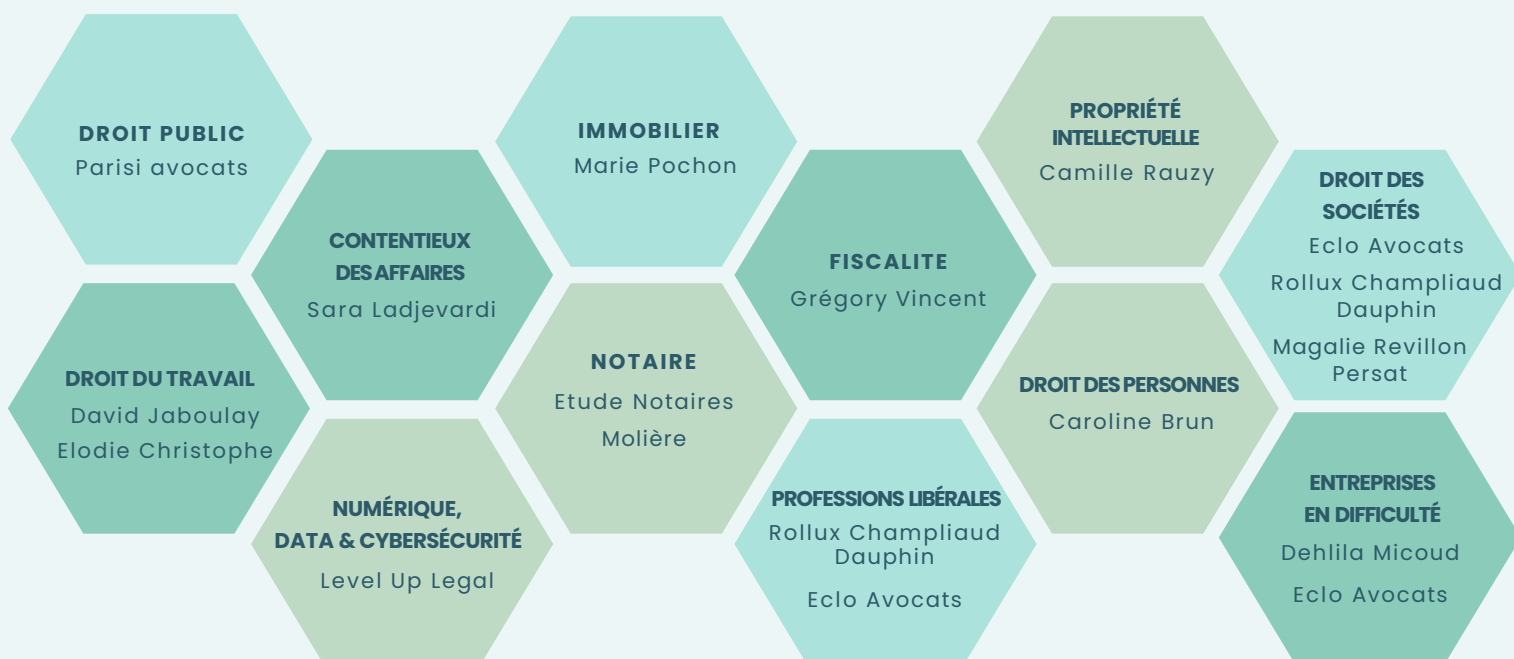 DROIT PUBLIC
Parisi avocats
IMMOBILIER
Marie Pochon
PROPRIÉTÉ
INTELLECTUELLE
Camille Rauzy
CONTENTIEUX
DES AFFAIRES
Sara Ladjevardi
FISCALITE
Grégory Vincent
DROIT DES
SOCIÉTÉS
Eclo Avocats
Rollux Champliaud
Dauphin
Magalie Revillon
Persat
DROIT DU TRAVAIL
David Jaboulay
Elodie Christophe
NOTAIRE
Etude Notaires
Molière
DROIT DES PERSONNES
Caroline Brun
NUMÉRIQUE,
DATA & CYBERSÉCURITÉ
Level Up Legal
PROFESSIONS LIBÉRALES
Rollux Champliaud
Dauphin
Eclo Avocats
ENTREPRISES
EN DIFFICULTÉ
Dehlila Micoud
Eclo Avocats